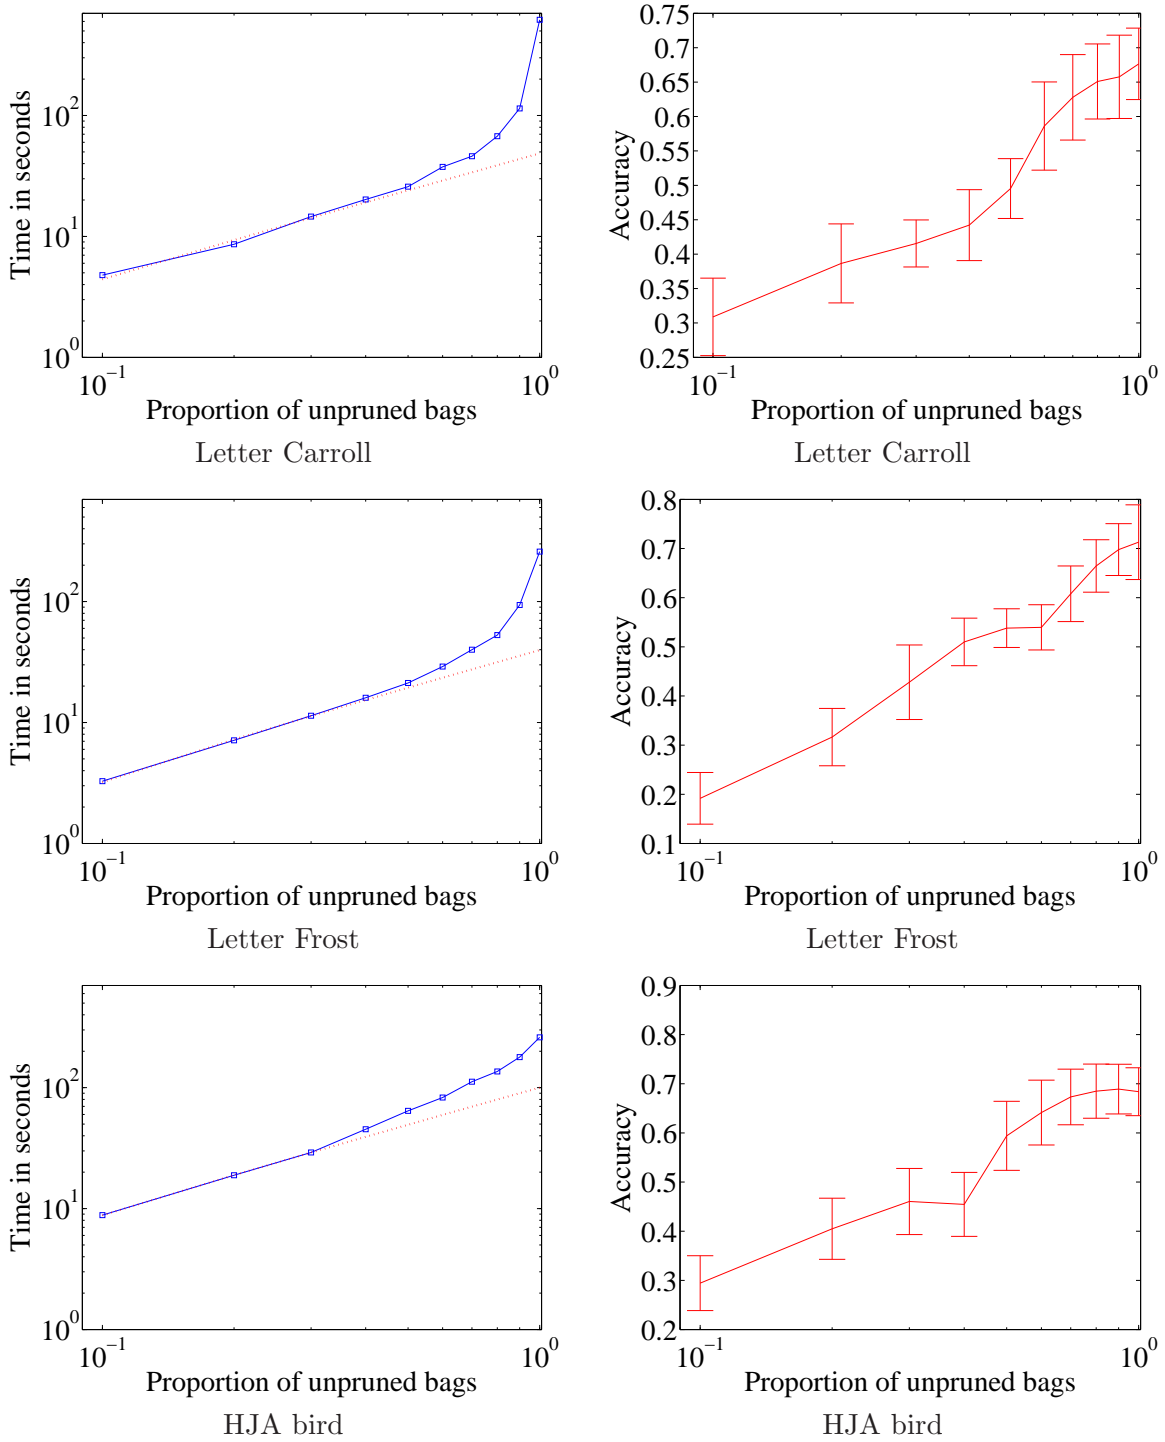 Time in seconds
10^2
10^1
10^0
10^-1
10^0
Proportion of unpruned bags
Letter Carroll
Accuracy
0.75
0.7
0.65
0.6
0.55
0.5
0.45
0.4
0.35
0.3
0.25
10^-1
10^0
Proportion of unpruned bags
Letter Carroll
Time in seconds
10^2
10^1
10^0
10^-1
10^0
Proportion of unpruned bags
Letter Frost
Accuracy
0.8
0.7
0.6
0.5
0.4
0.3
0.2
0.1
10^-1
10^0
Proportion of unpruned bags
Letter Frost
Time in seconds
10^2
10^1
10^0
10^-1
10^0
Proportion of unpruned bags
HJA bird
Accuracy
0.9
0.8
0.7
0.6
0.5
0.4
0.3
0.2
10^-1
10^0
Proportion of unpruned bags
HJA bird